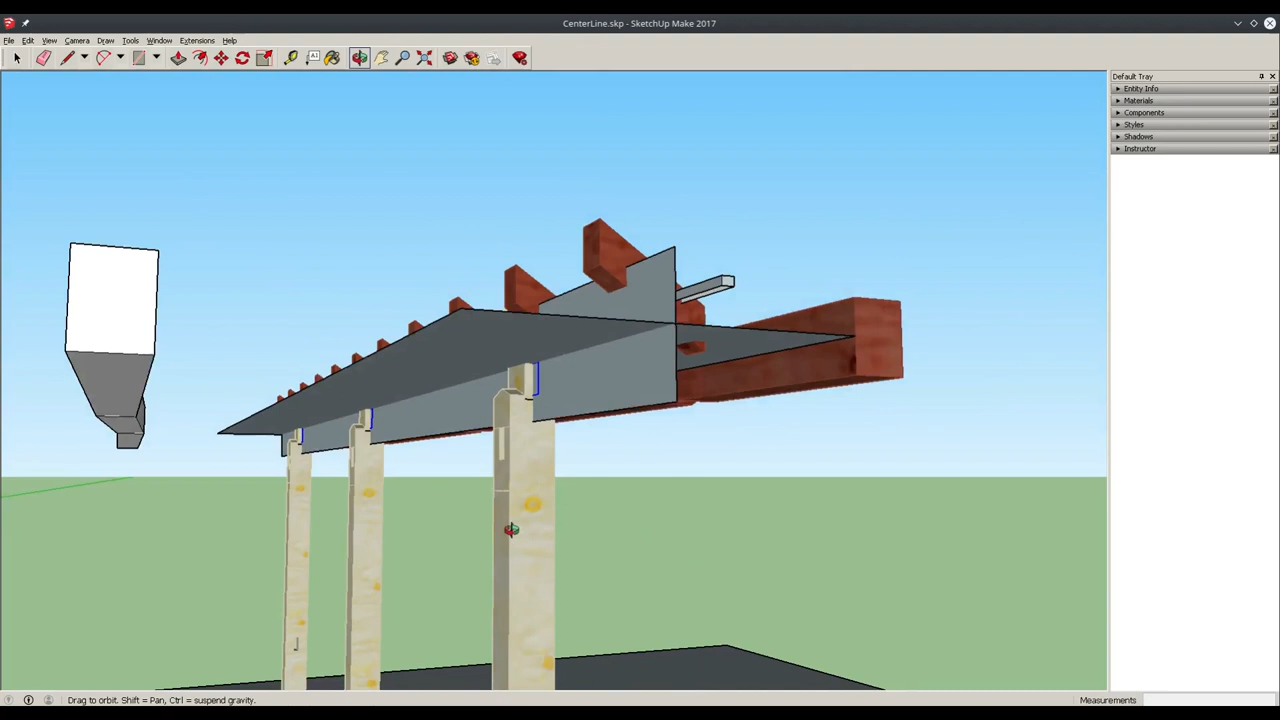 CenterLine.skp - SketchUp Make 2017
File Edit View Camera Draw Tools Window Extensions Help
A1
Default Tray
Entity Info
Materials
Components
Styles
Shadows
Instructor
Drag to orbit. Shift = Pan, Ctrl = suspend gravity.
Measurements